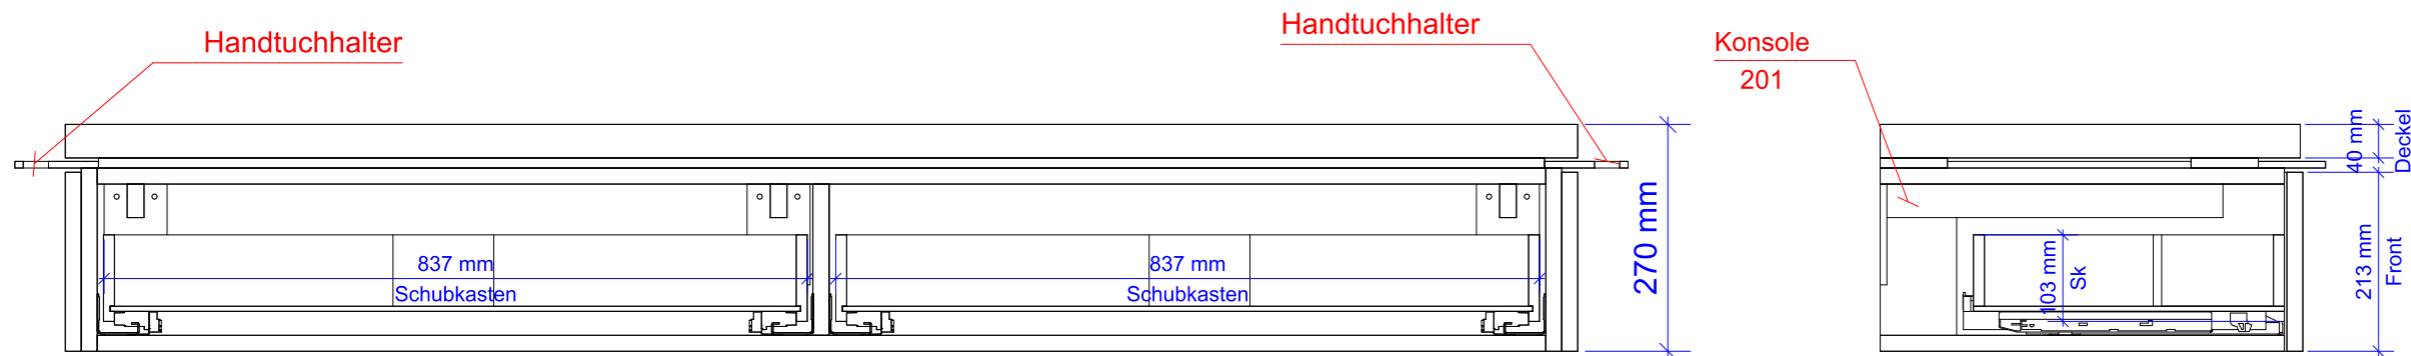 Handtuchhalter
Handtuchhalter
Konsole
201
837 mm
Schubkasten
837 mm
Schubkasten
270 mm
103 mm
Sk
40 mm
Deckel
213 mm
Front